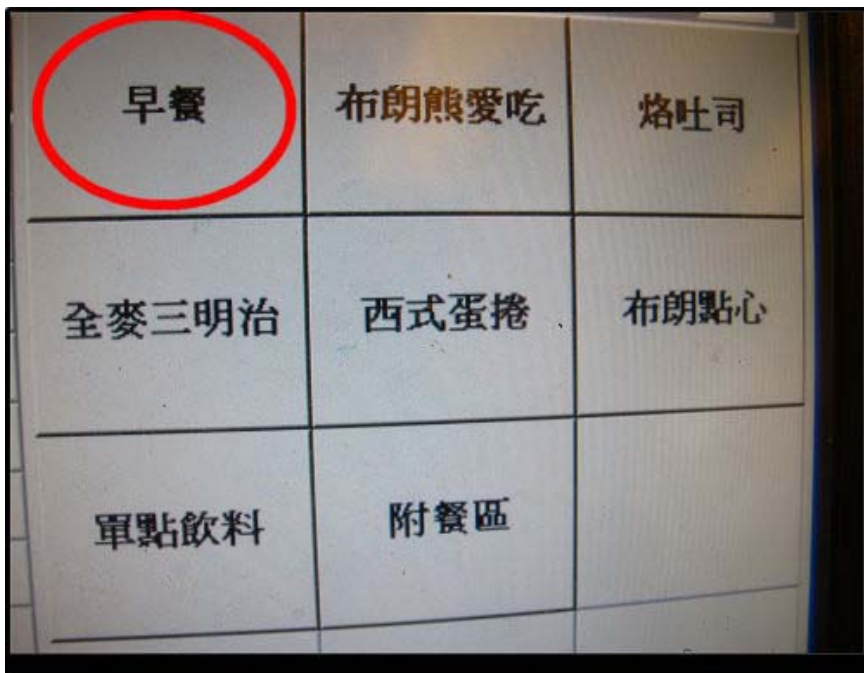 早餐
布朗熊愛吃
烙吐司
全麥三明治
西式蛋捲
布朗點心
單點飲料
附餐區